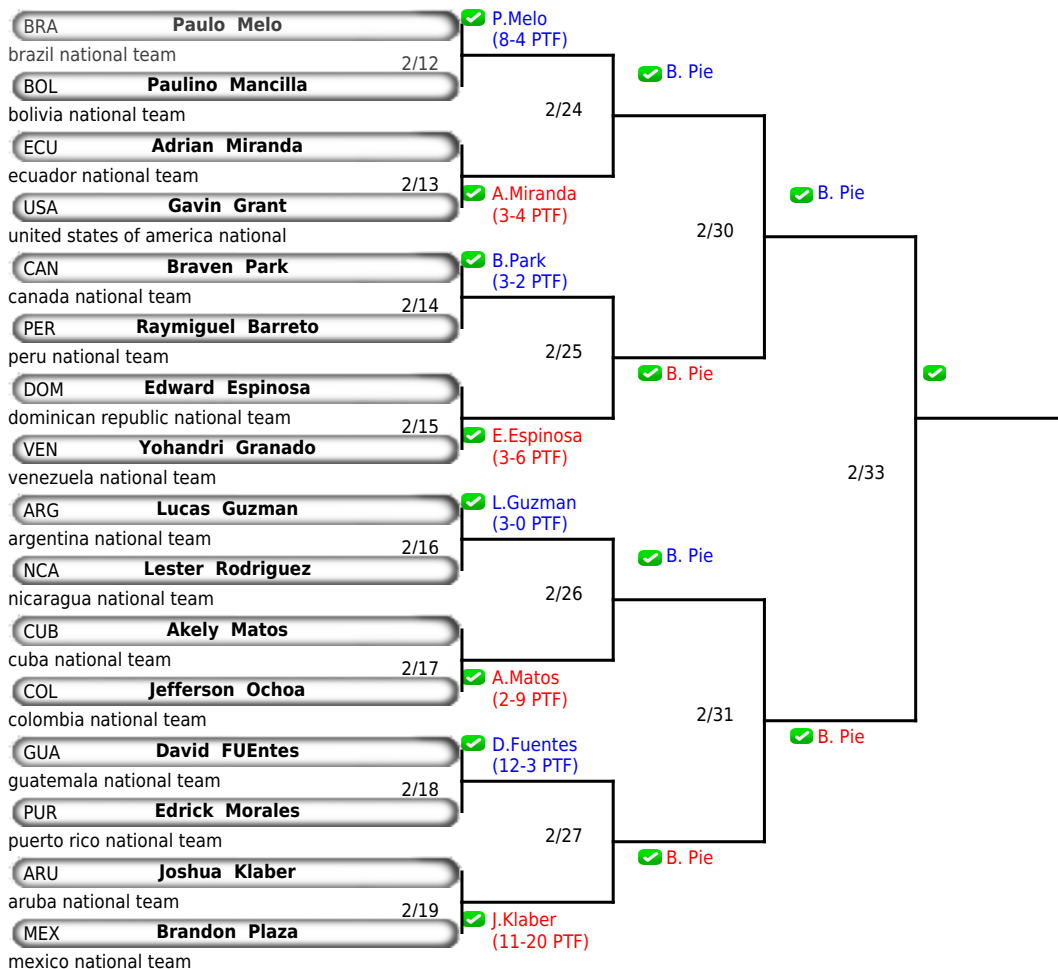 BRA Paulo Melo
brazil national team
2/12
BOL Paulino Mancilla
bolivia national team
P.Melo
(8-4 PTF)
2/24
ECU Adrian Miranda
ecuador national team
2/13
USA Gavin Grant
united states of america national
A.Miranda
(3-4 PTF)
B. Pie
2/30
B. Pie
CAN Braven Park
canada national team
2/14
PER Raymiguel Barreto
peru national team
B.Park
(3-2 PTF)
2/25
DOM Edward Espinosa
dominican republic national team
2/15
VEN Yohandri Granado
venezuela national team
E.Espinosa
(3-6 PTF)
B. Pie
2/33
ARG Lucas Guzman
argentina national team
2/16
NCA Lester Rodriguez
nicaragua national team
L.Guzman
(3-0 PTF)
2/26
CUB Akely Matos
cuba national team
2/17
COL Jefferson Ochoa
colombia national team
A.Matos
(2-9 PTF)
B. Pie
2/31
B. Pie
GUA David FUEntes
guatemala national team
2/18
PUR Edrick Morales
puerto rico national team
D.Fuentes
(12-3 PTF)
2/27
ARU Joshua Klaber
aruba national team
2/19
MEX Brandon Plaza
mexico national team
J.Klaber
(11-20 PTF)
B. Pie